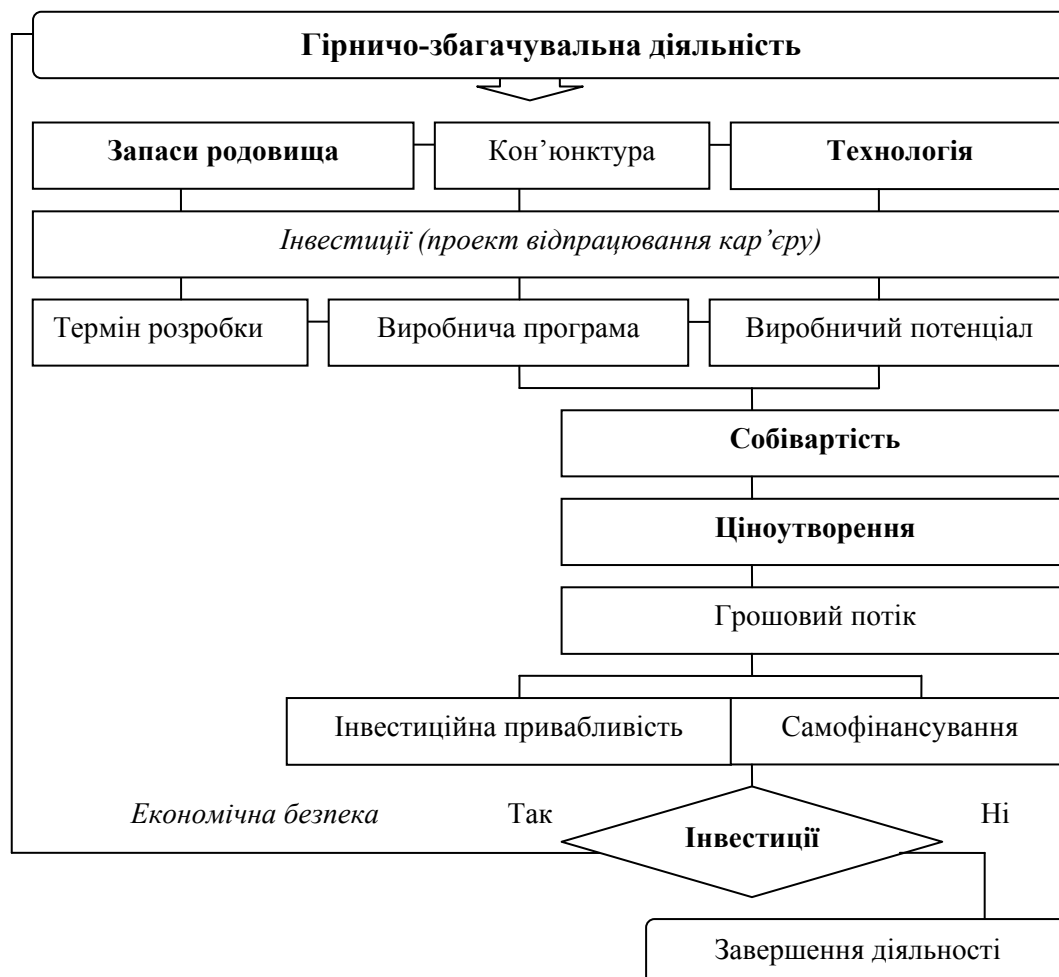 Гірничо-збагачувальна діяльність
Запаси родовища
Кон’юнктура
Технологія
Інвестиції (проект відпрацювання кар’єру)
Термін розробки
Виробнича програма
Виробничий потенціал
Собівартість
Ціноутворення
Грошовий потік
Інвестиційна привабливість
Самофінансування
Економічна безпека
Так
Ні
Інвестиції
Завершення діяльності